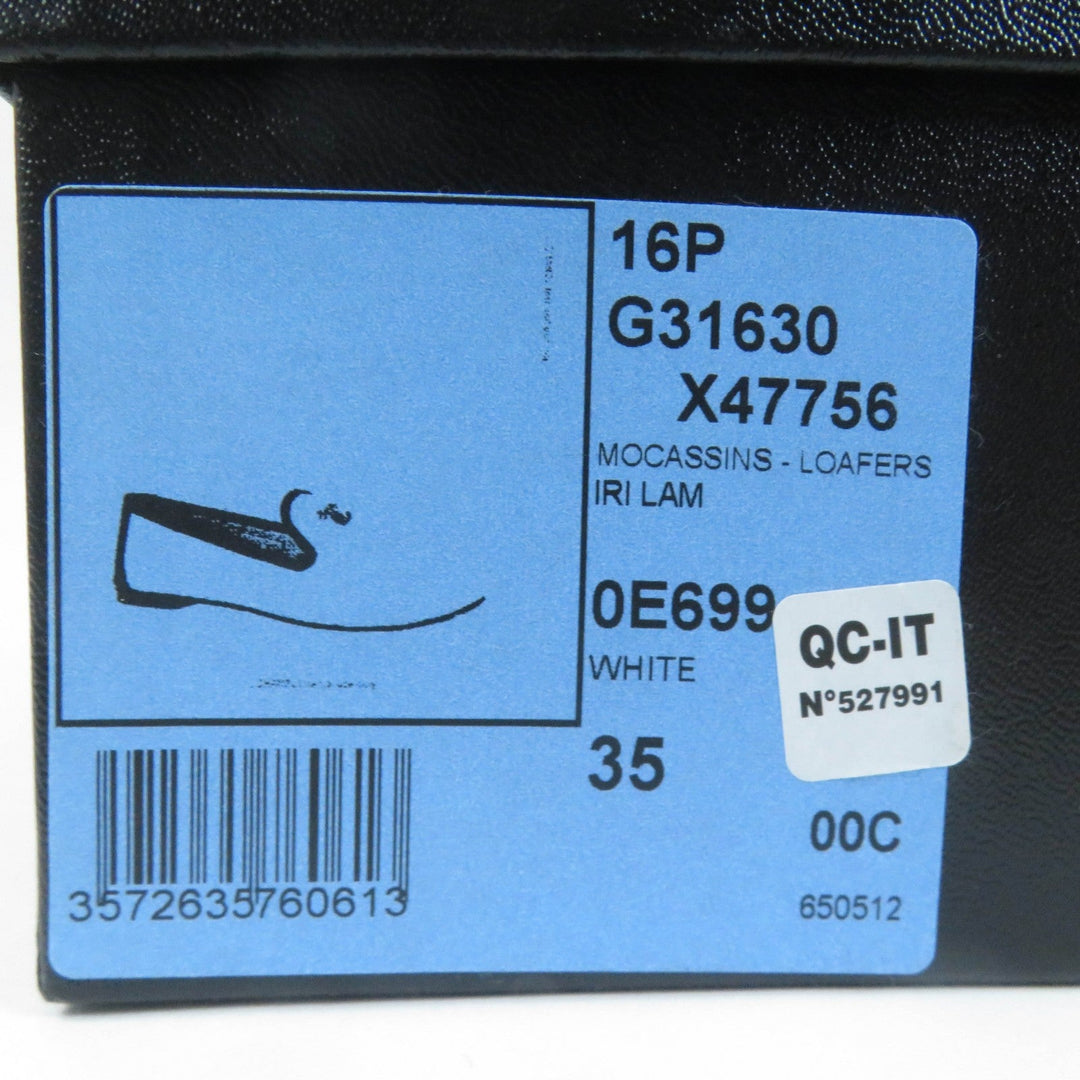 16P
G31630
X47756
MOCASSINS - LOAFERS
IRI LAM
0E699
WHITE
QC-IT
N°527991
35
00C
650512
3572635760613